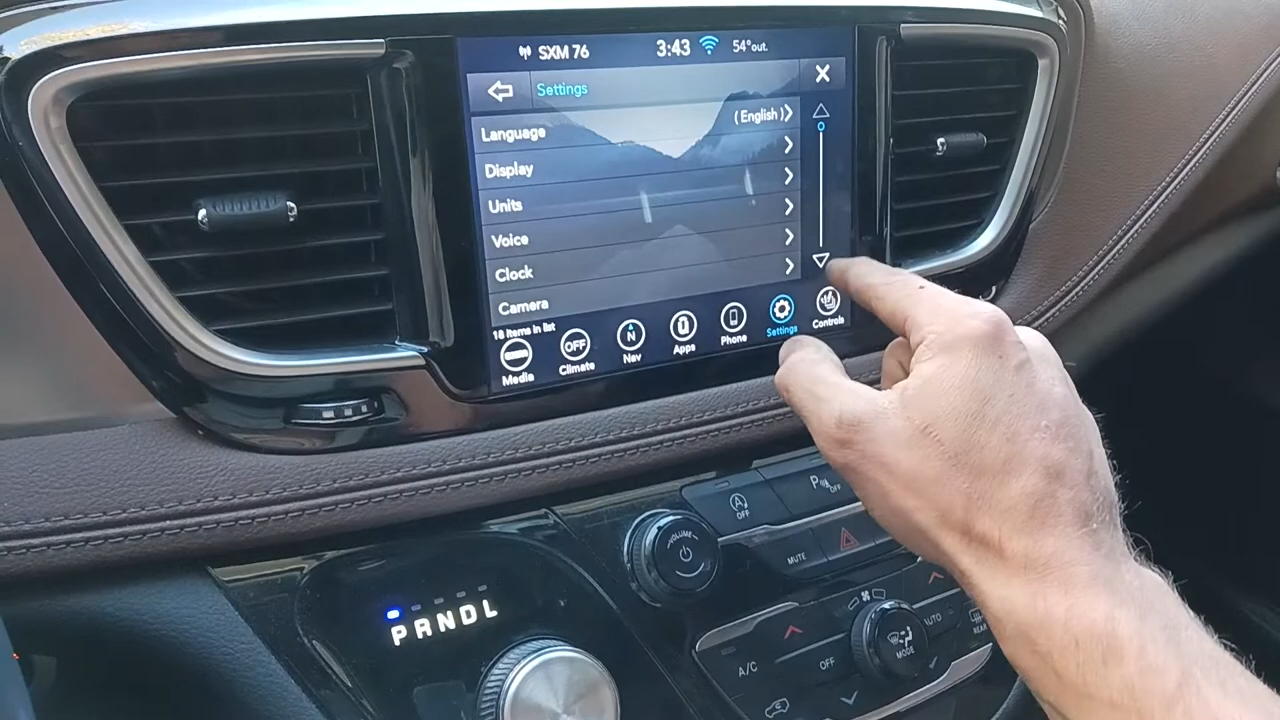 SXM 76 3:43 54°out.
Settings X
Language (English)
Display
Units
Voice
Clock
Camera
18 items in list
Media OFF Climate N Nav Apps Phone Settings Controls
OFF P OFF
VOLUME
MUTE
PRNDL
A/C OFF MODE AUTO REAR